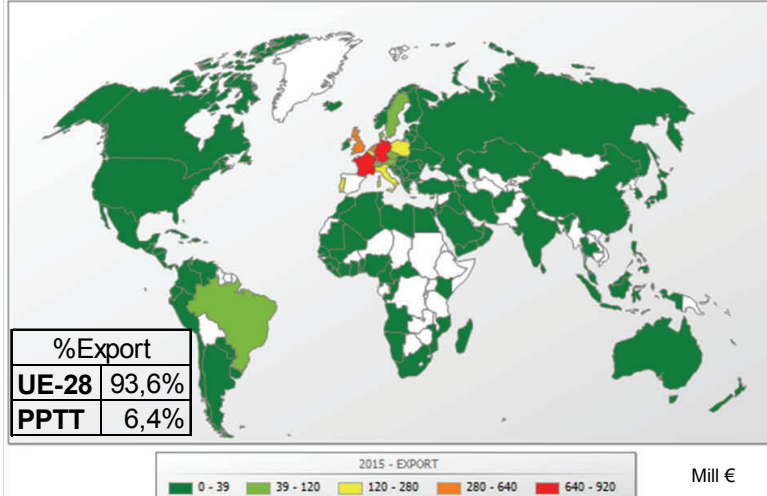 %Export
UE-28 93,6%
PPTT 6,4%
2015 - EXPORT
0 - 39 39 - 120 120 - 280 280 - 640 640 - 920
Mill €